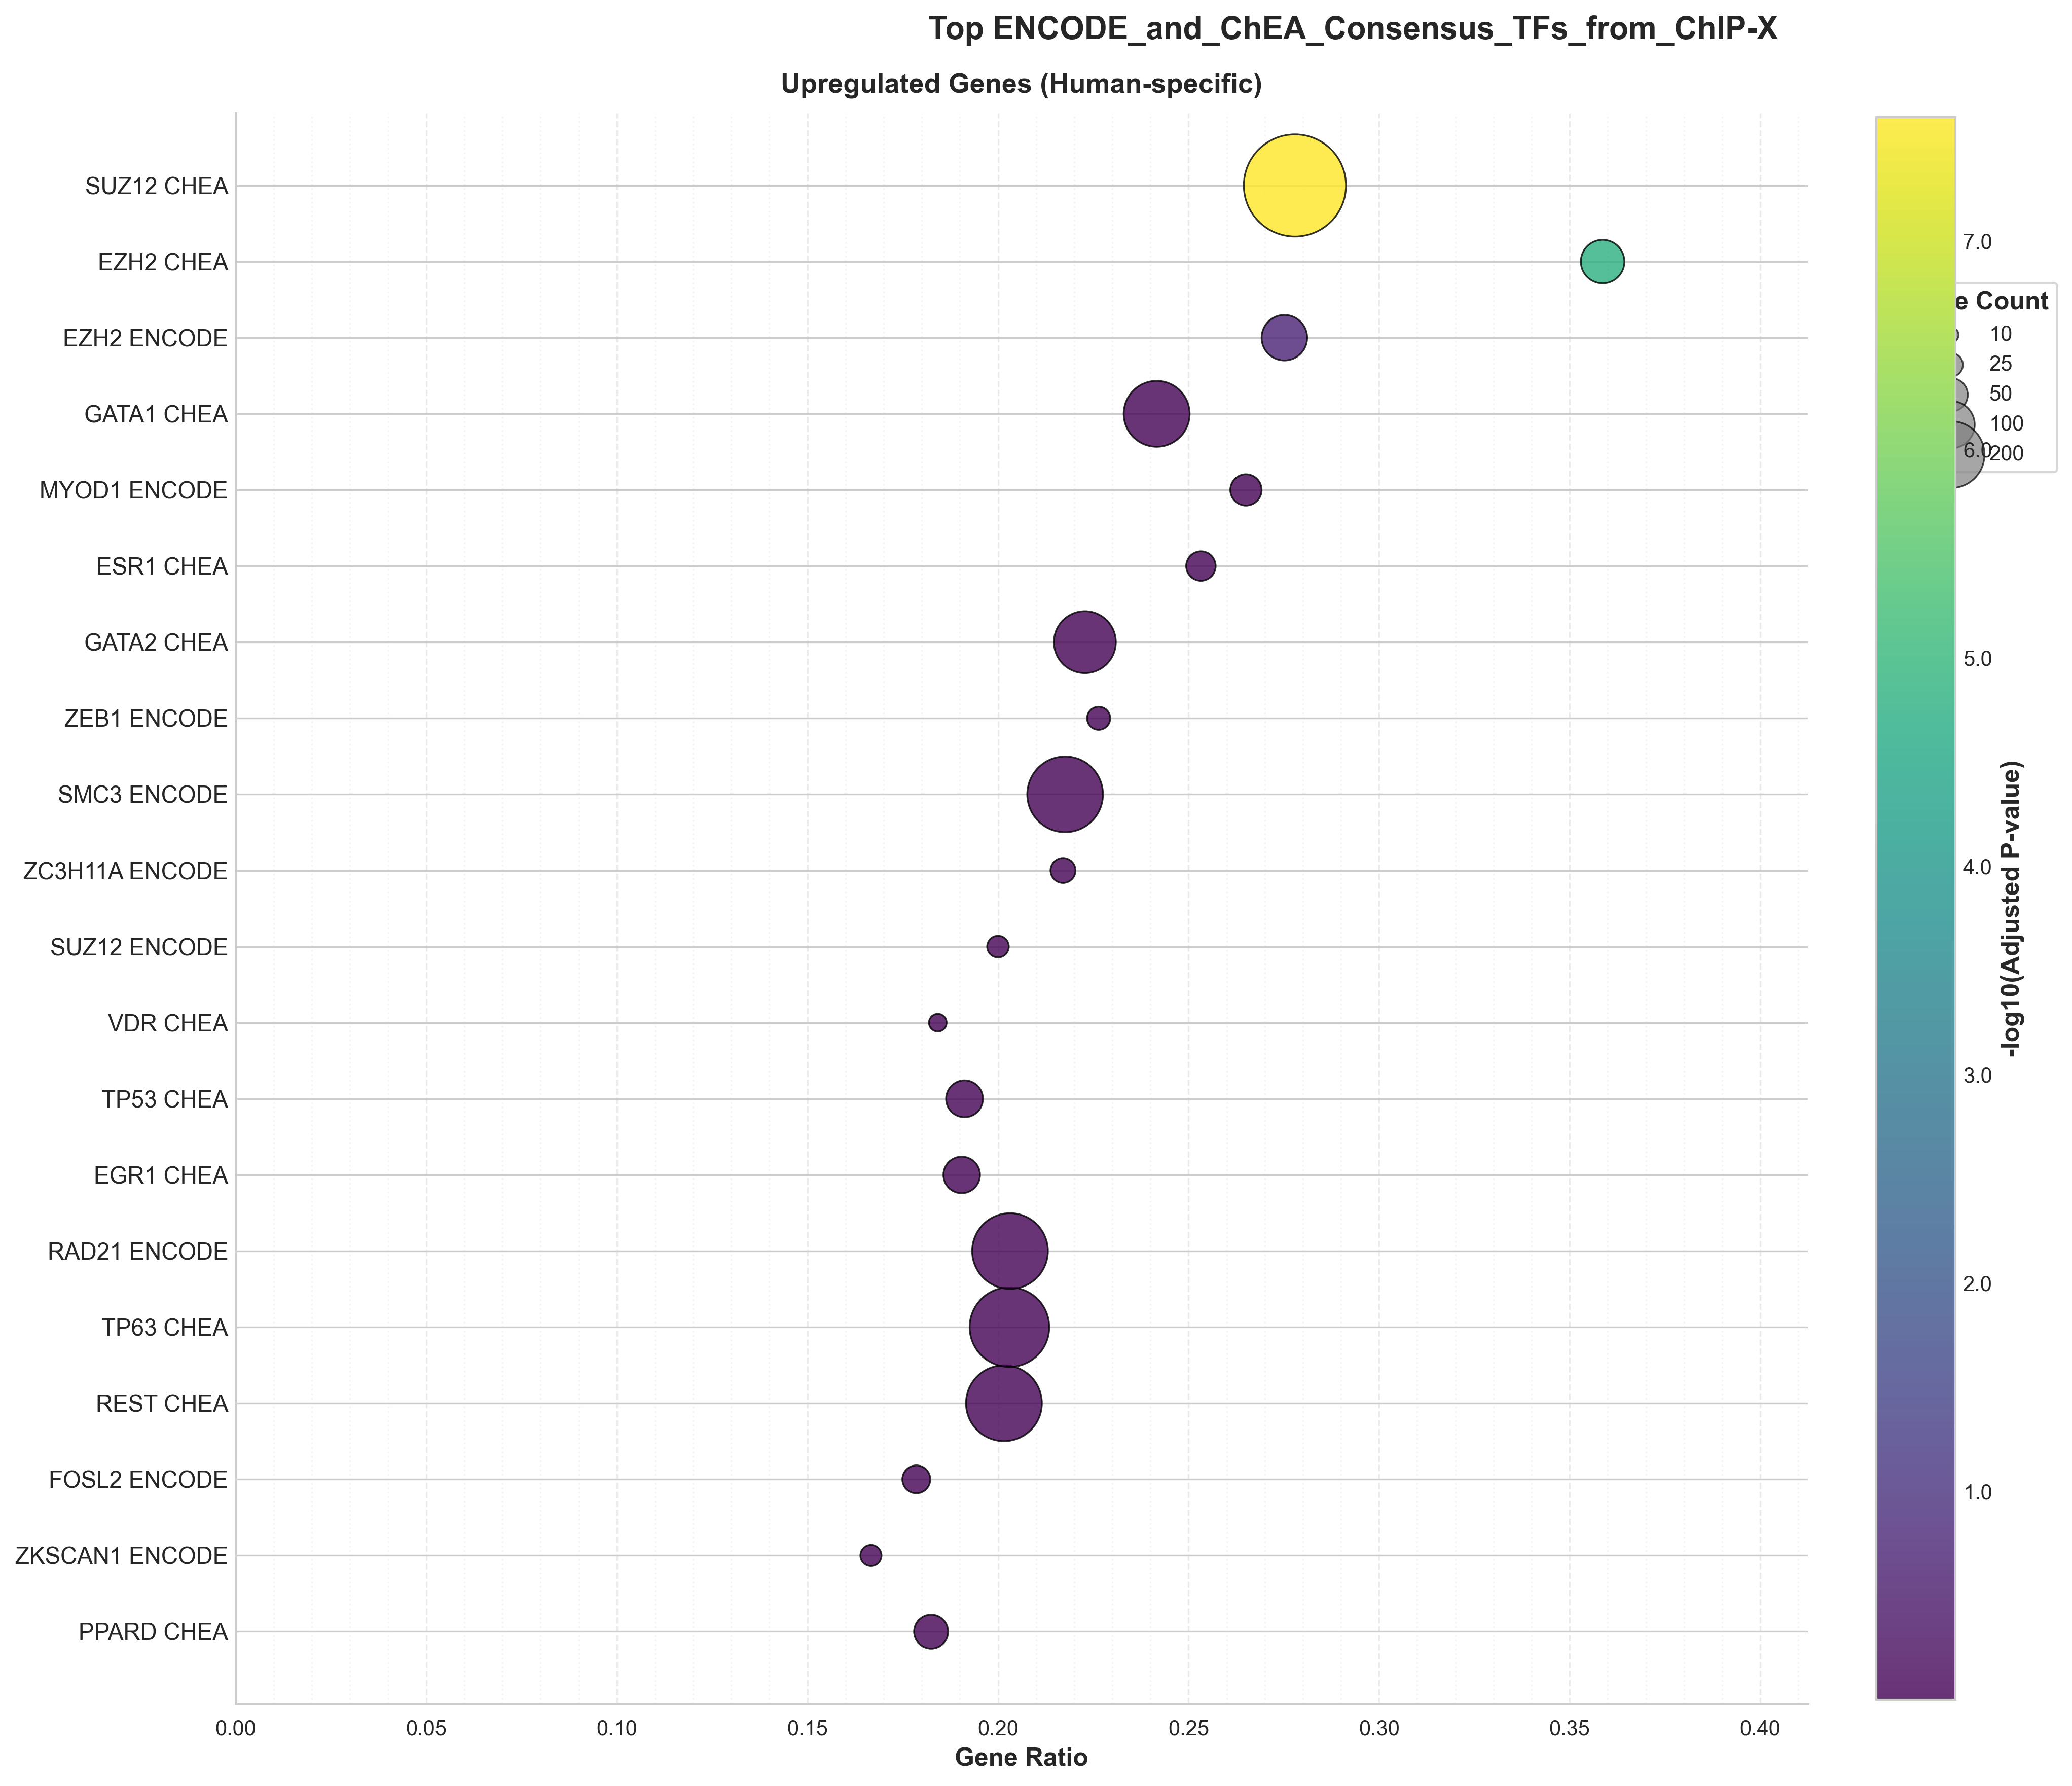 Top ENCODE_and_ChEA_Consensus_TFs_from_ChIP-X
Upregulated Genes (Human-specific)
SUZ12 CHEA
EZH2 CHEA
EZH2 ENCODE
GATA1 CHEA
MYOD1 ENCODE
ESR1 CHEA
GATA2 CHEA
ZEB1 ENCODE
SMC3 ENCODE
ZC3H11A ENCODE
SUZ12 ENCODE
VDR CHEA
TP53 CHEA
EGR1 CHEA
RAD21 ENCODE
TP63 CHEA
REST CHEA
FOSL2 ENCODE
ZKSCAN1 ENCODE
PPARD CHEA
0.00 0.05 0.10 0.15 0.20 0.25 0.30 0.35 0.40
Gene Ratio
7.0
6.0
5.0
4.0
3.0
2.0
1.0
-log10(Adjusted P-value)
e Count
10
25
50
100
200